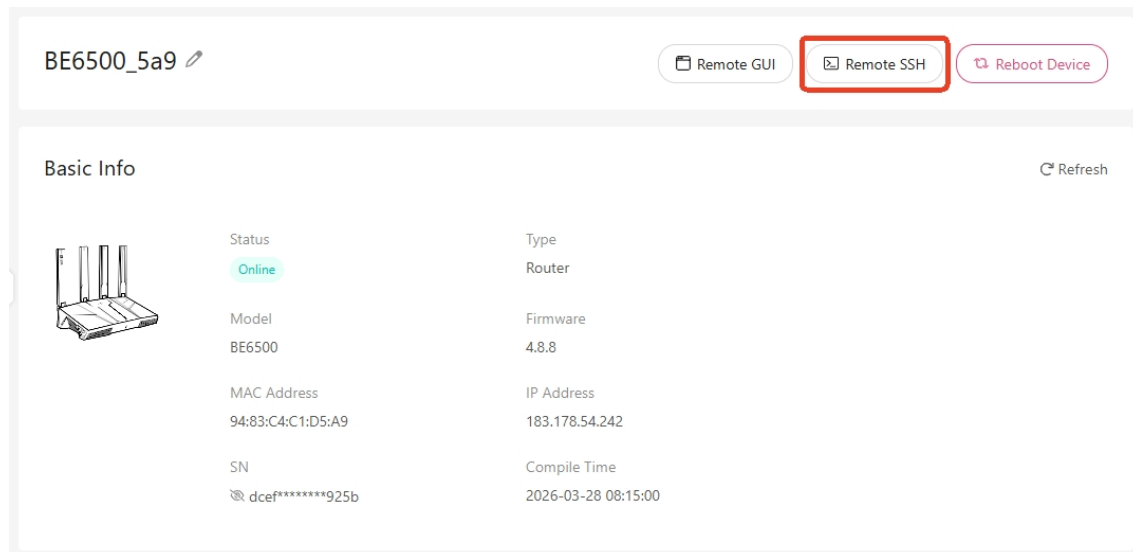 BE6500_5a9
Remote GUI
Remote SSH
Reboot Device
Basic Info
Refresh
Status
Type
Online
Router
Model
Firmware
BE6500
4.8.8
MAC Address
IP Address
94:83:C4:C1:D5:A9
183.178.54.242
SN
Compile Time
dcef********925b
2026-03-28 08:15:00